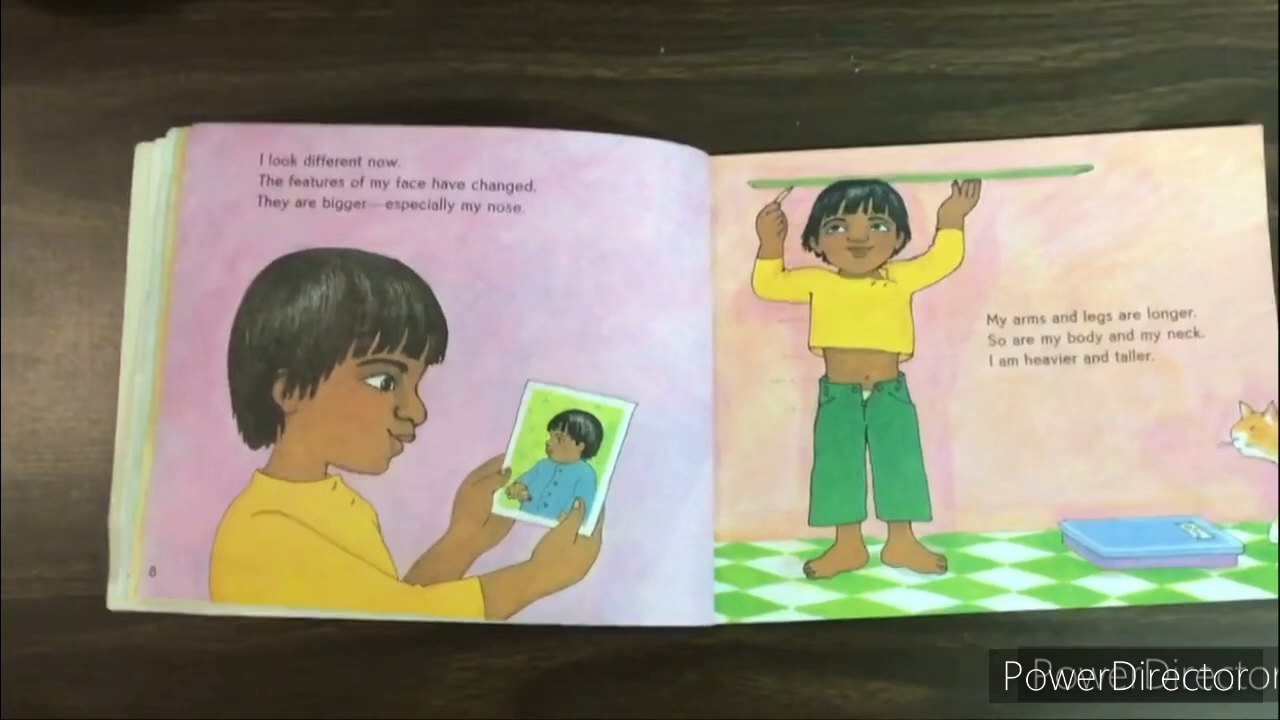 I look different now.
The features of my face have changed.
They are bigger—especially my nose.
My arms and legs are longer.
So are my body and my neck.
I am heavier and taller.
8
PowerDirector
PowerDirector